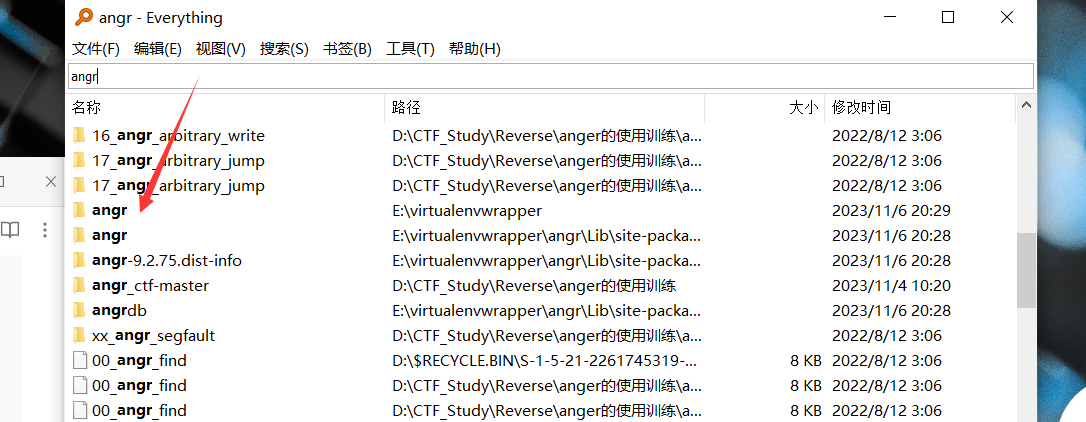 angr - Everything
文件(F) 编辑(E) 视图(V) 搜索(S) 书签(B) 工具(T) 帮助(H)
angr
名称 路径 大小 修改时间
16_angr_arbitrary_write D:\CTF_Study\Reverse\anger的使用训练\a... 2022/8/12 3:06
17_angr_arbitrary_jump D:\CTF_Study\Reverse\anger的使用训练\a... 2022/8/12 3:06
17_angr_arbitrary_jump D:\CTF_Study\Reverse\anger的使用训练\a... 2022/8/12 3:06
angr E:\virtualenvwrapper 2023/11/6 20:29
angr E:\virtualenvwrapper\angr\Lib\site-packa... 2023/11/6 20:28
angr-9.2.75.dist-info E:\virtualenvwrapper\angr\Lib\site-packa... 2023/11/6 20:28
angr_ctf-master D:\CTF_Study\Reverse\anger的使用训练 2023/11/4 10:20
angrdb E:\virtualenvwrapper\angr\Lib\site-packa... 2023/11/6 20:28
xx_angr_segfault D:\CTF_Study\Reverse\anger的使用训练\a... 2022/8/12 3:06
00_angr_find D:\$RECYCLE.BIN\S-1-5-21-2261745319-... 8 KB 2022/8/12 3:06
00_angr_find D:\CTF_Study\Reverse\anger的使用训练\a... 8 KB 2022/8/12 3:06
00_angr_find D:\CTF_Study\Reverse\anger的使用训练\a... 8 KB 2022/8/12 3:06